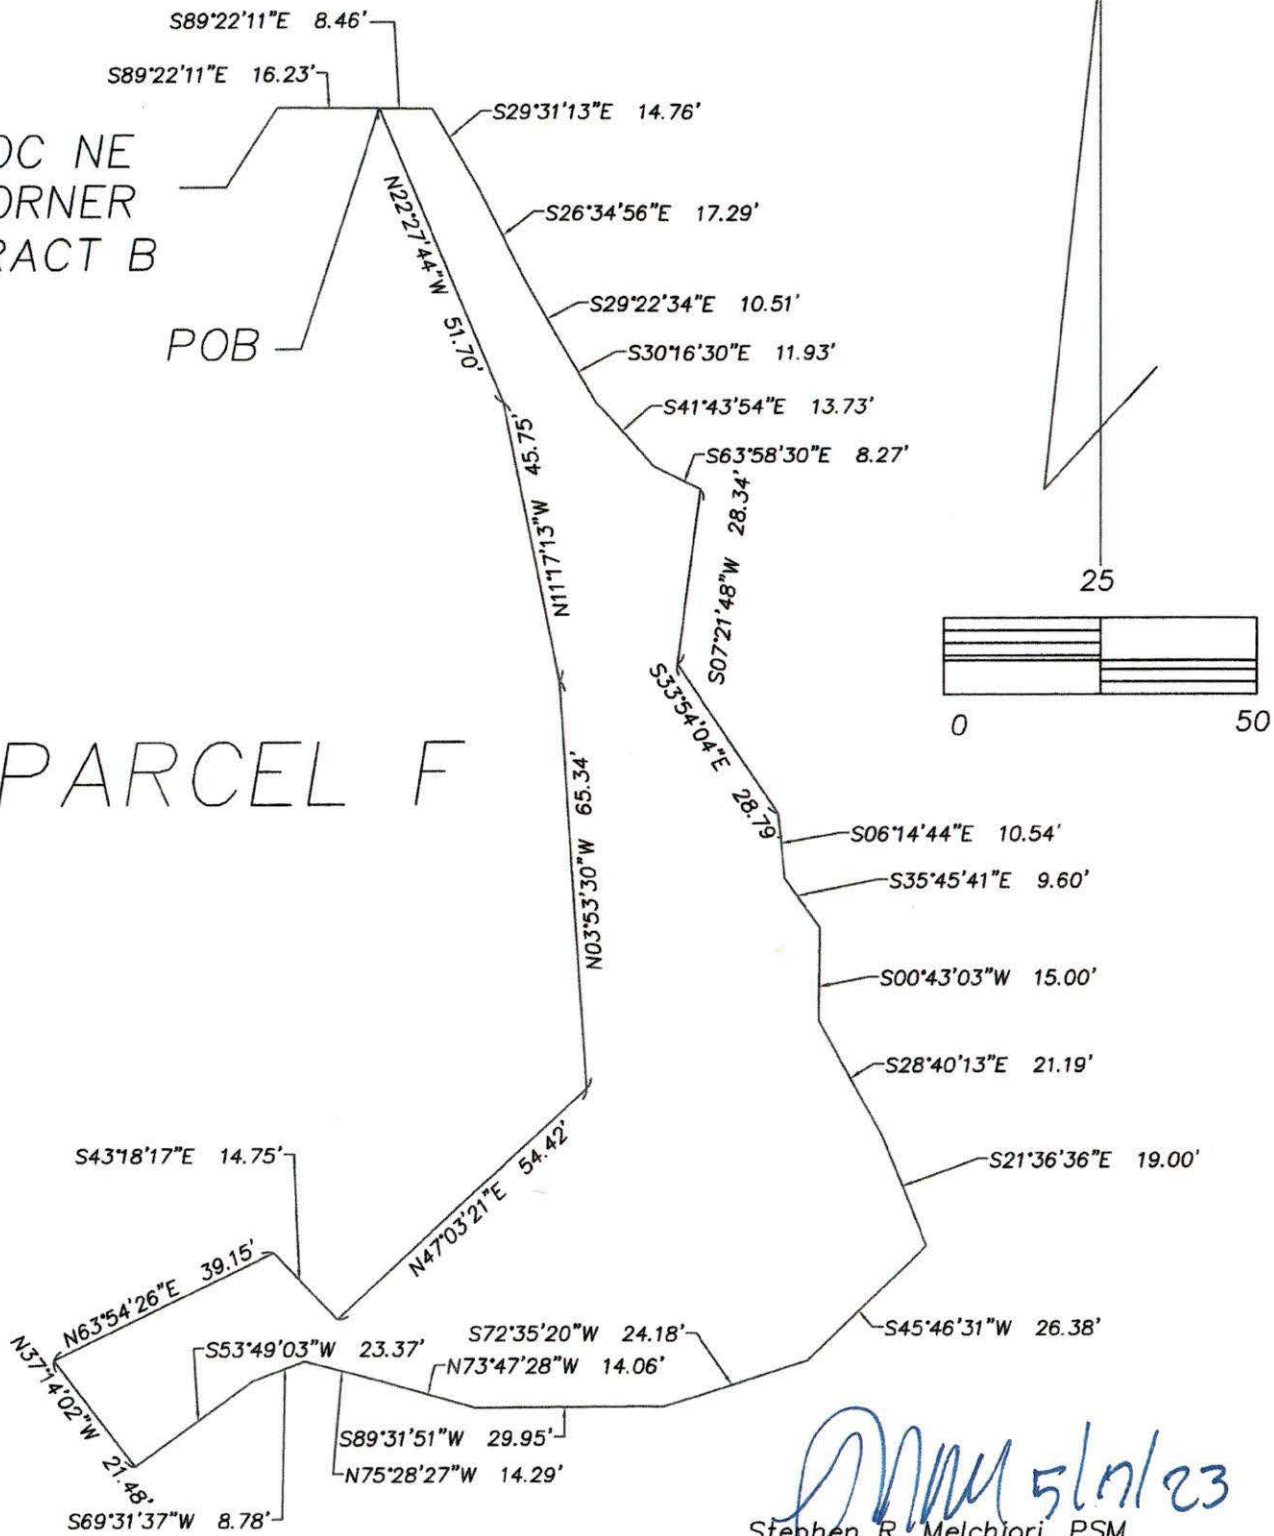 S89°22'11"E 8.46'
S89°22'11"E 16.23'
S29°31'13"E 14.76'
OC NE
ORNER
RACT B
N22°27'44"W 51.70'
S26°34'56"E 17.29'
S29°22'34"E 10.51'
POB
S30°16'30"E 11.93'
S41°43'54"E 13.73'
N11°17'13"W 45.75'
S63°58'30"E 8.27'
S07°21'48"W 28.34'
25
0
50
S33°54'04"E 28.79'
PARCEL F
N03°53'30"W 65.34'
S06°14'44"E 10.54'
S35°45'41"E 9.60'
S00°43'03"W 15.00'
S28°40'13"E 21.19'
S43°18'17"E 14.75'
N47°03'21"E 54.42'
S21°36'36"E 19.00'
N63°54'26"E 39.15'
S53°49'03"W 23.37'
S72°35'20"W 24.18'
S45°46'31"W 26.38'
N73°47'28"W 14.06'
N37°14'02"W 21.48'
S89°31'51"W 29.95'
N75°28'27"W 14.29'
S69°31'37"W 8.78'
Stephen R. Melchiori, PSM